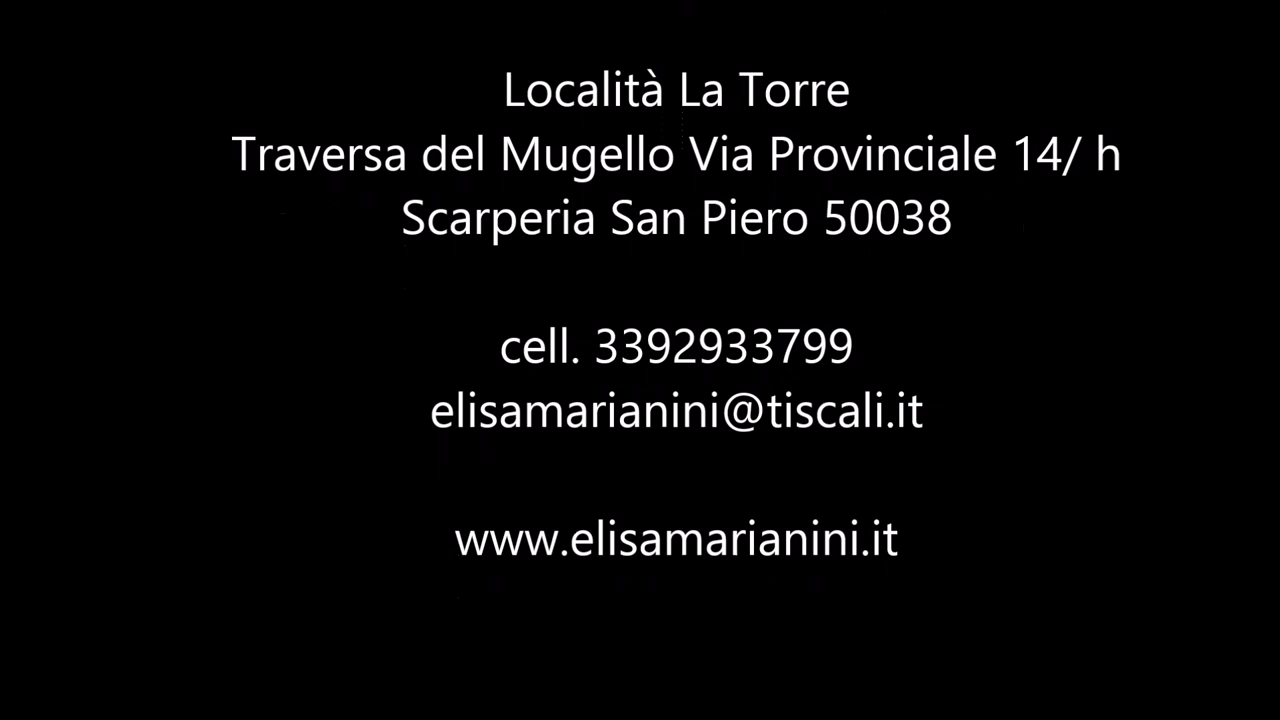 Località La Torre
Traversa del Mugello Via Provinciale 14/ h
Scarperia San Piero 50038
cell. 3392933799
elisamarianini@tiscali.it
www.elisamarianini.it